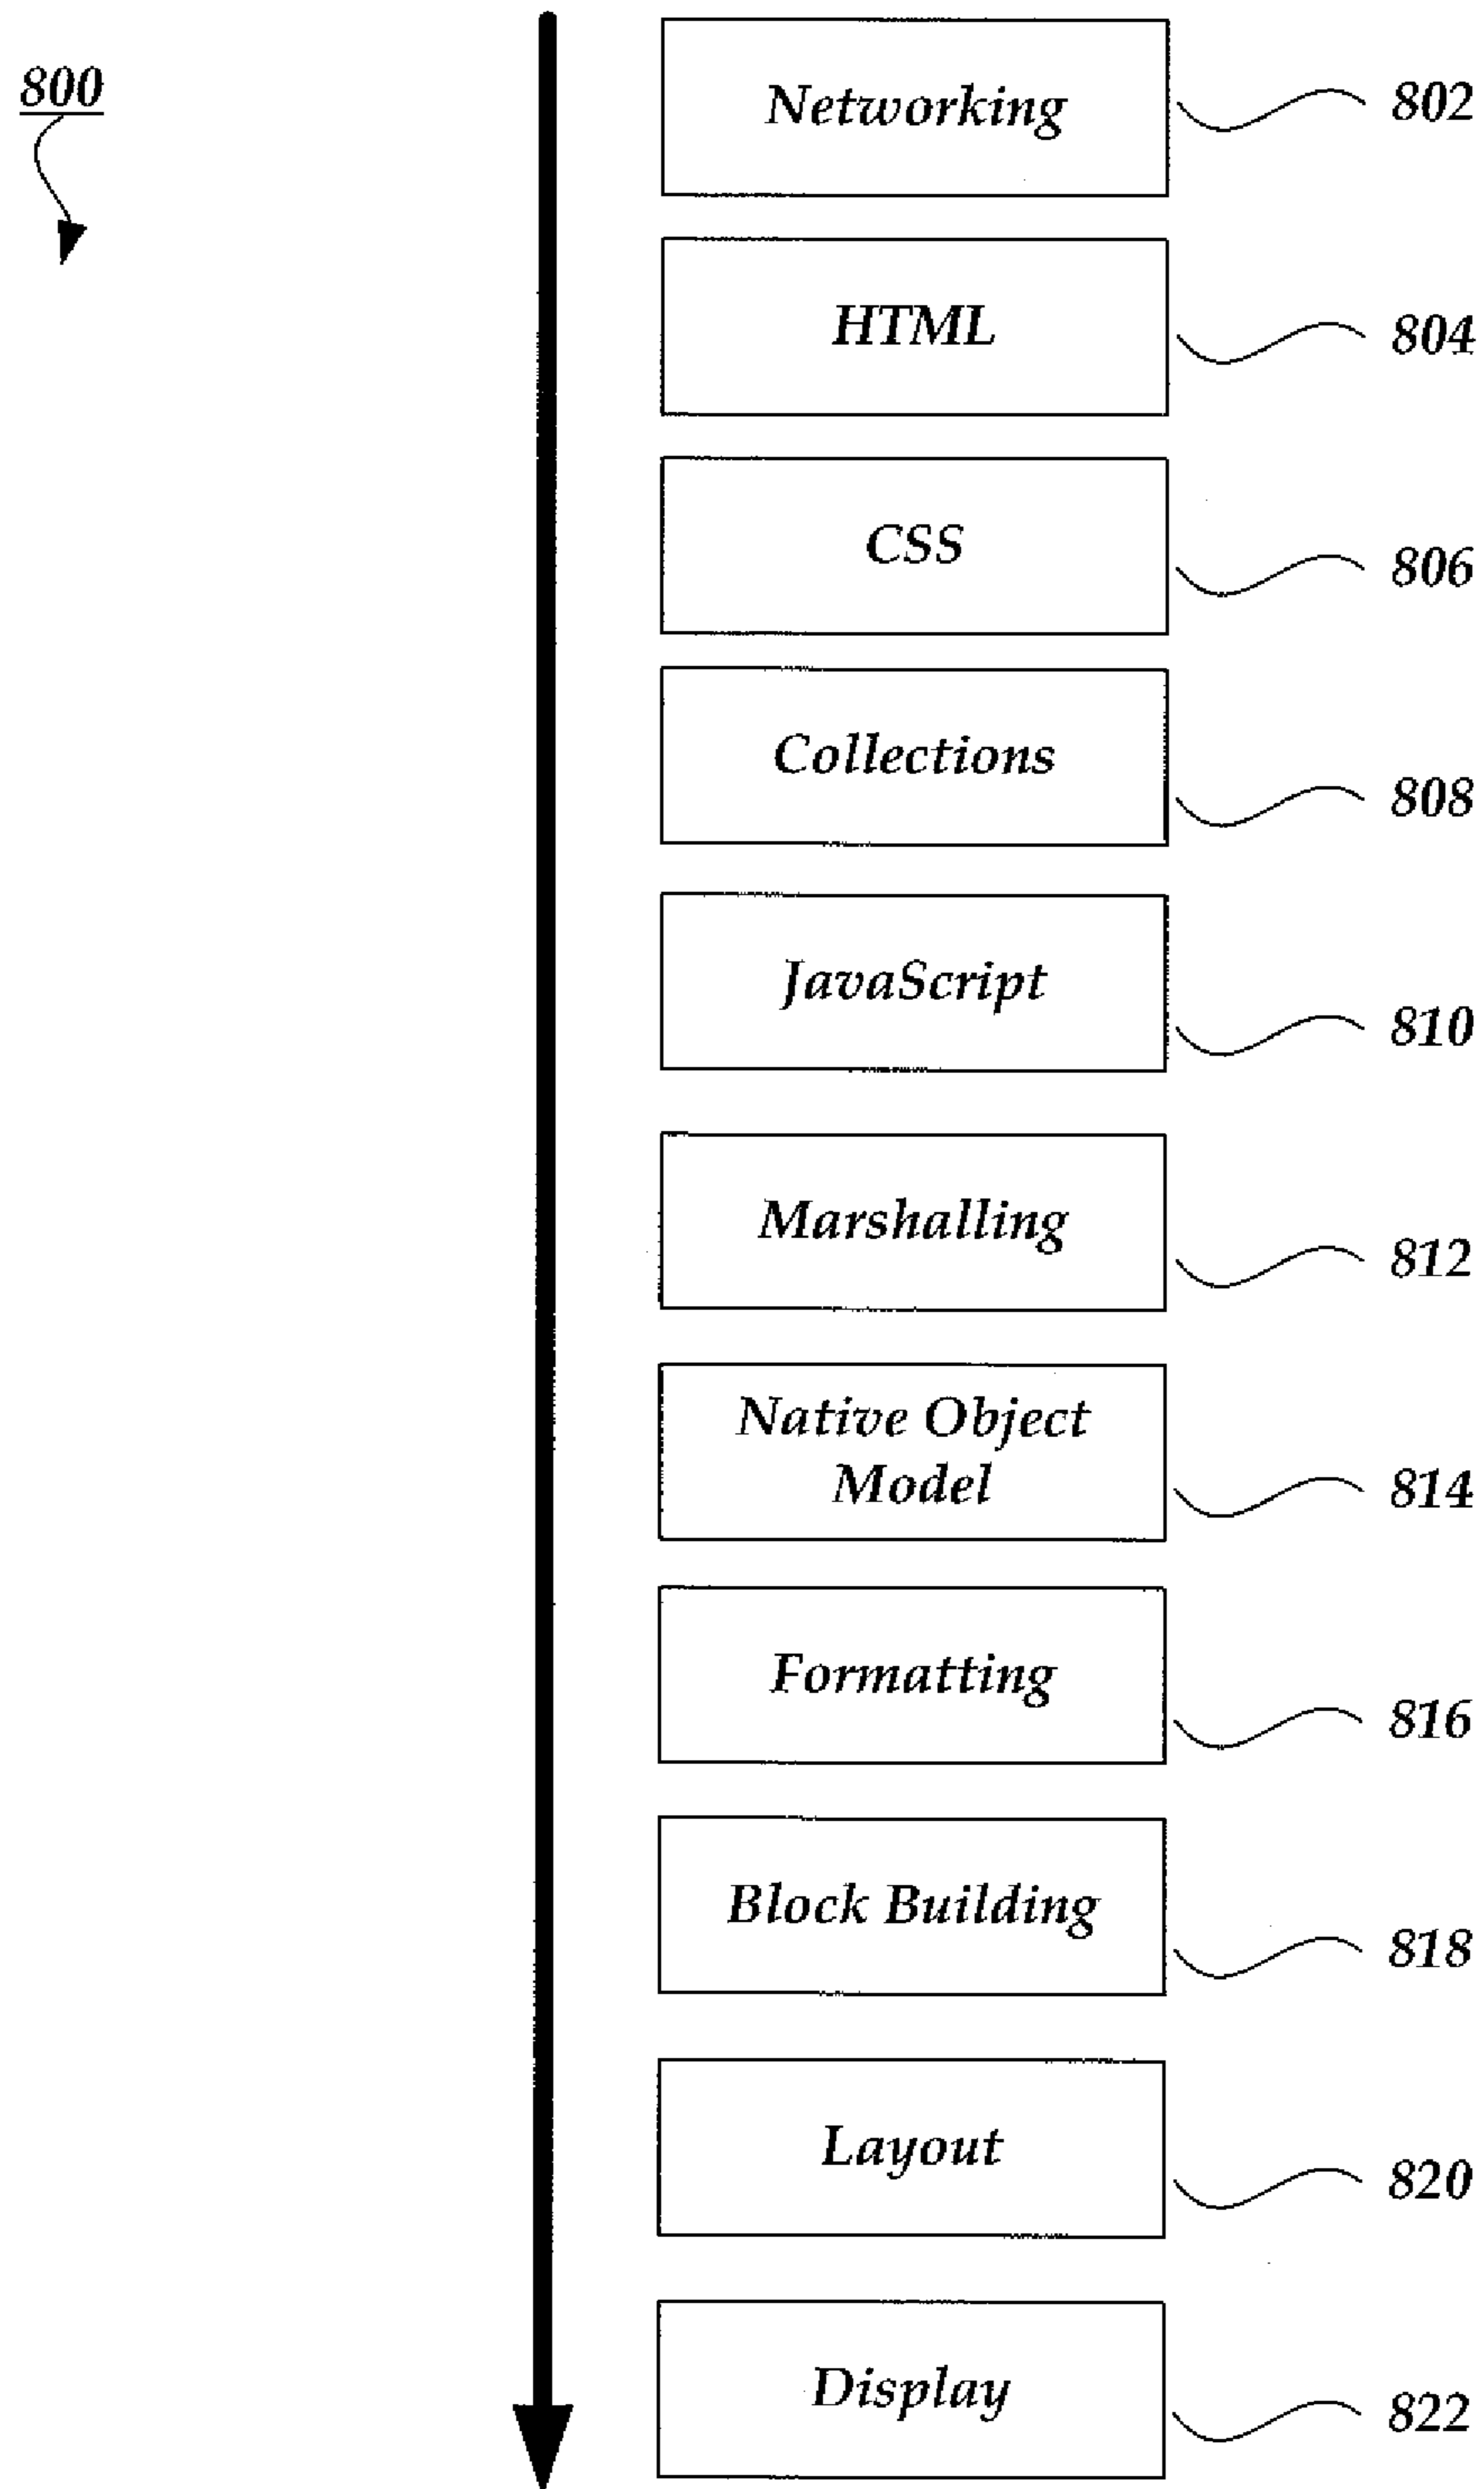 800
Networking
802
HTML
804
CSS
806
Collections
808
JavaScript
810
Marshalling
812
Native Object
Model
814
Formatting
816
Block Building
818
Layout
820
Display
822